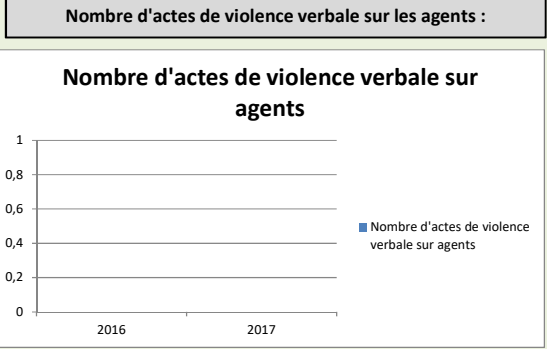 Nombre d'actes de violence verbale sur les agents :
Nombre d'actes de violence verbale sur
agents
1
0,8
0,6
0,4
0,2
0
2016 2017
Nombre d'actes de violence
verbale sur agents